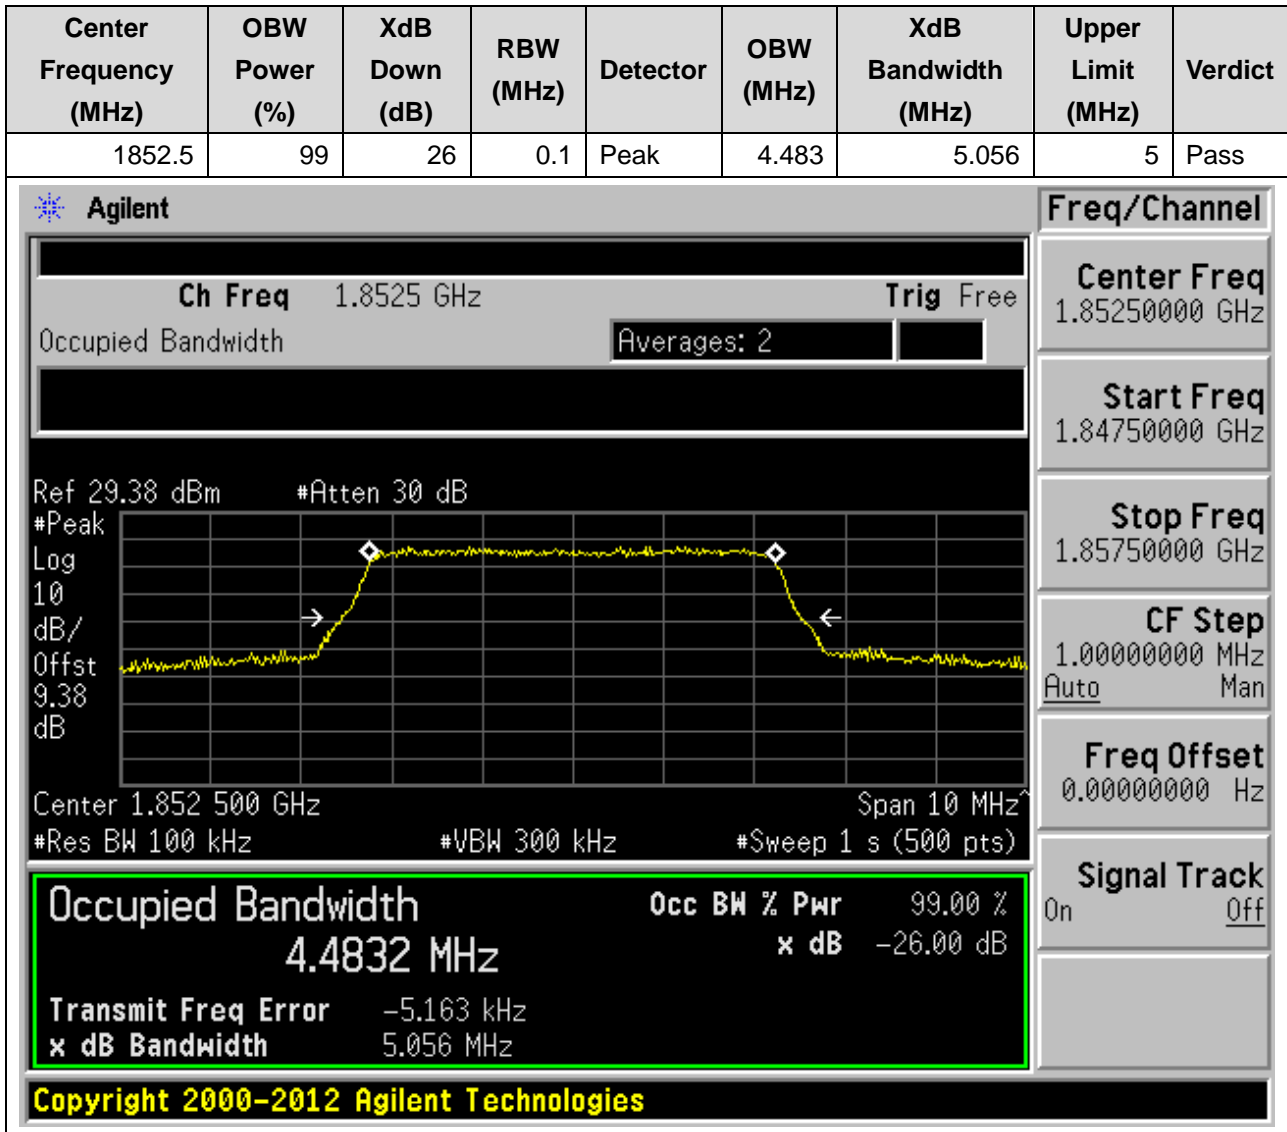 Center Frequency (MHz) OBW Power (%) XdB Down (dB) RBW (MHz) Detector OBW (MHz) XdB Bandwidth (MHz) Upper Limit (MHz) Verdict
1852.5 99 26 0.1 Peak 4.483 5.056 5 Pass
Agilent
Freq/Channel
Ch Freq 1.8525 GHz Trig Free
Occupied Bandwidth Averages: 2
Center Freq
1.85250000 GHz
Start Freq
1.84750000 GHz
Stop Freq
1.85750000 GHz
CF Step
1.00000000 MHz
Auto Man
Freq Offset
0.00000000 Hz
Signal Track
On Off
Ref 29.38 dBm #Atten 30 dB
#Peak
Log
10
dB/
Offst
9.38
dB
Center 1.852 500 GHz Span 10 MHz^
#Res BW 100 kHz #VBW 300 kHz #Sweep 1 s (500 pts)
Occupied Bandwidth Occ BW % Pwr 99.00 %
4.4832 MHz x dB -26.00 dB
Transmit Freq Error -5.163 kHz
x dB Bandwidth 5.056 MHz
Copyright 2000-2012 Agilent Technologies